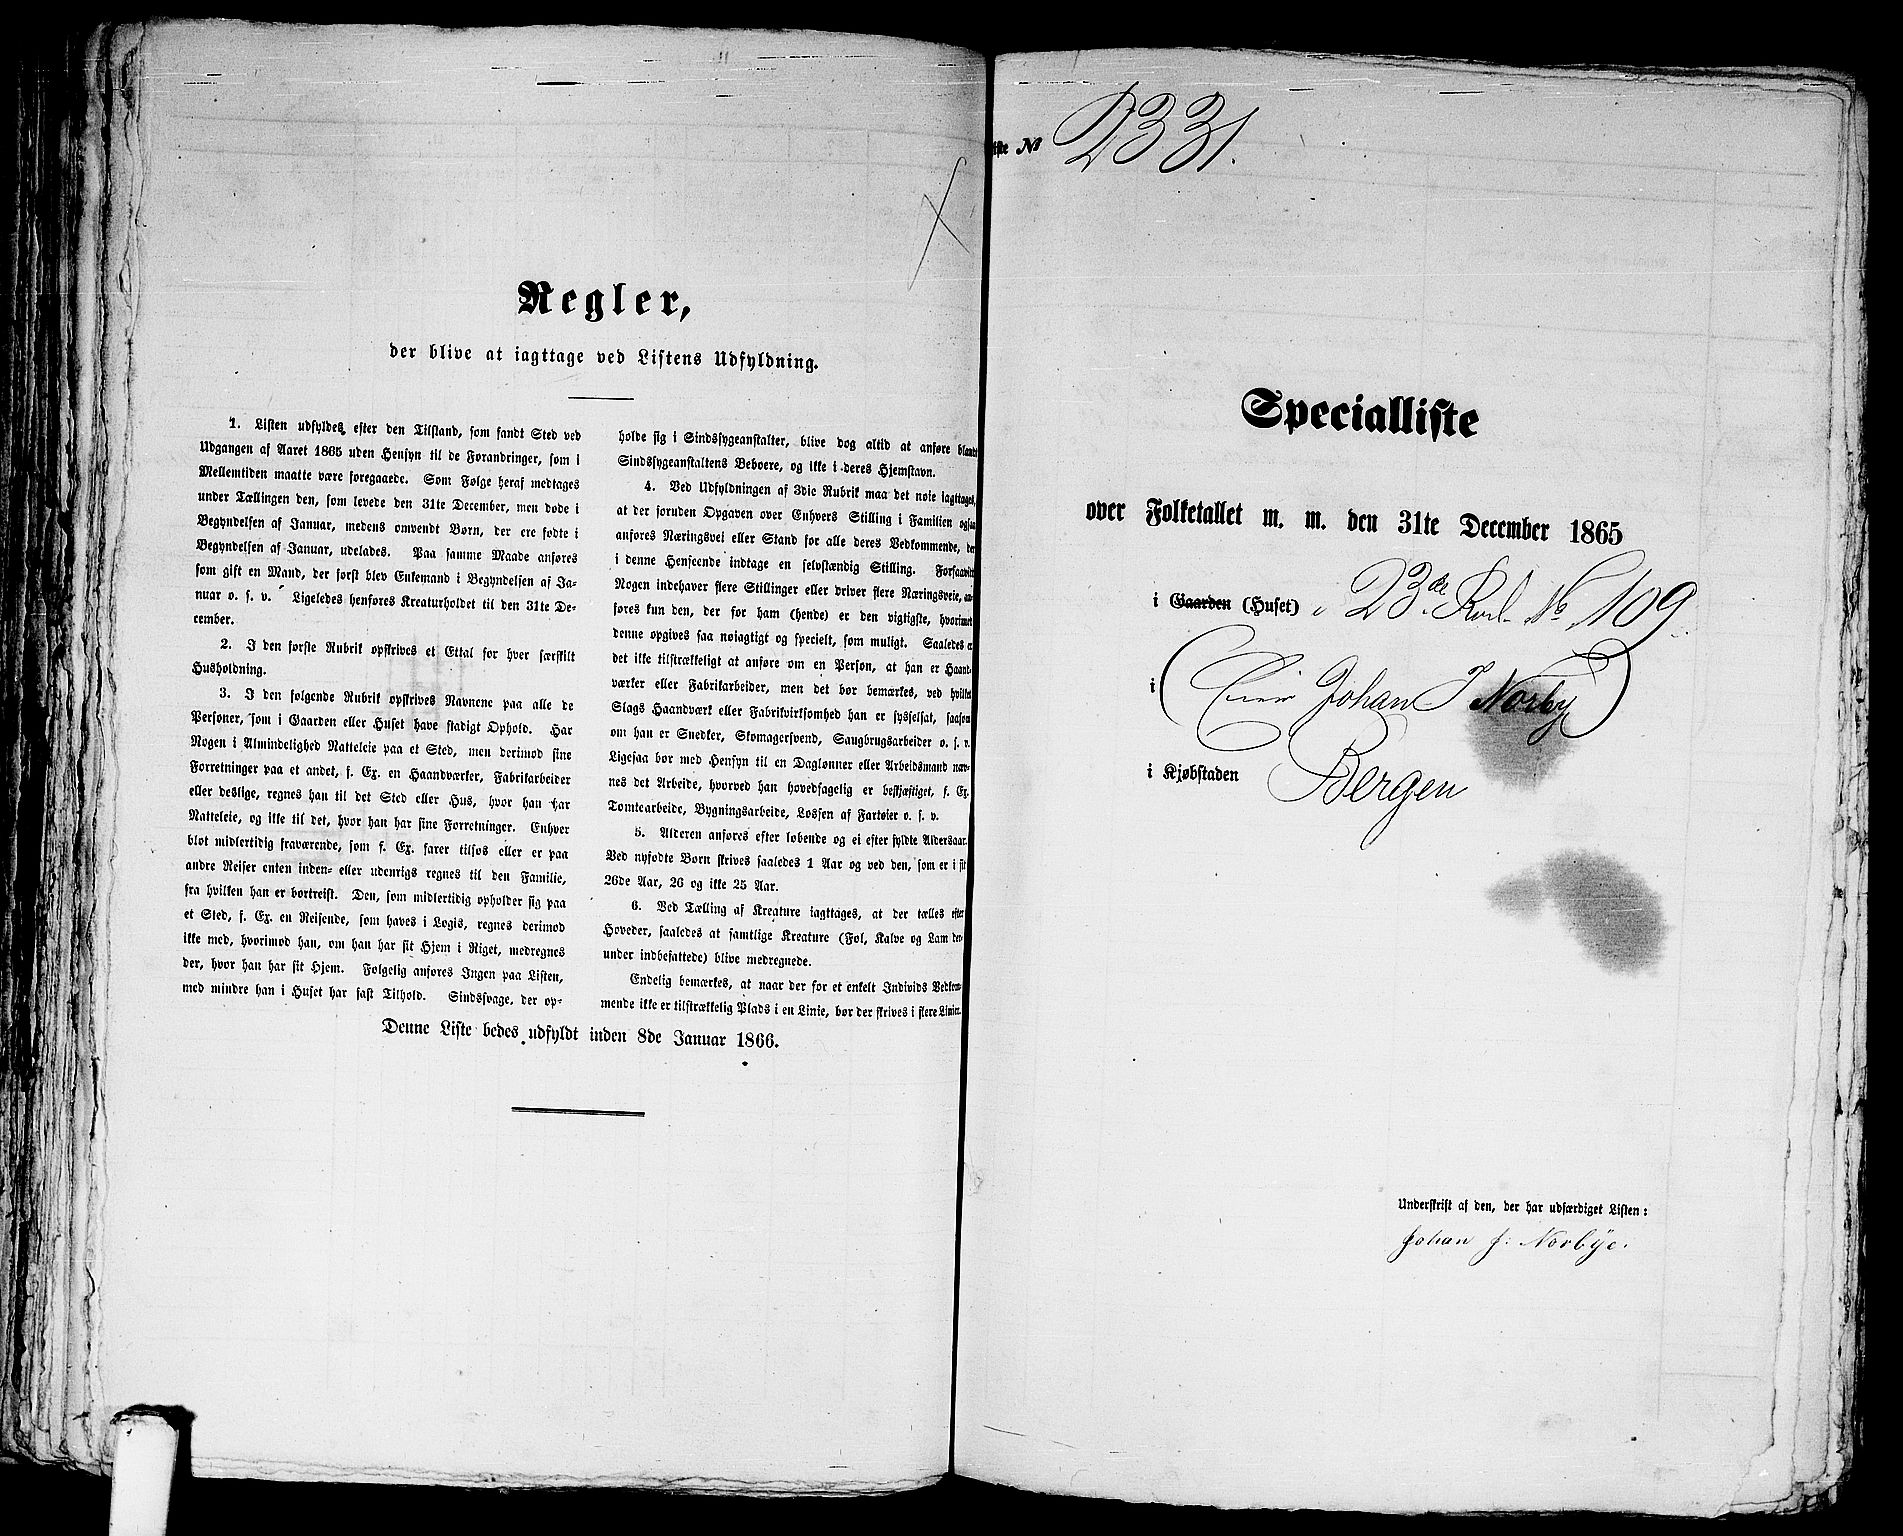 Regler,
der blive at iagttage ved Listens Udfyldning.
1. Listen udfyldes efter den Tilstand, som fandt Sted ved
Udgangen af Aaret 1865 uden Hensyn til de Forandringer, som i
Mellemtiden maatte være foregaaede. Som Følge heraf medtages
under Tællingen den, som levede den 31te December, men døde i
Begyndelsen af Januar, medens omvendt Børn, der ere fødte i
Begyndelsen af Januar, udelades. Paa samme Maade anføres
som gift en Mand, der først blev Enkemand i Begyndelsen af Ja-
nuar o. s. v. Ligeledes henføres Kreaturholdet til den 31te De-
cember.
2. I den første Rubrik opskrives et Ettal for hver særskilt
Husholdning.
3. I den følgende Rubrik opskrives Navnene paa alle de
Personer, som i Gaarden eller Huset have stadigt Ophold. Har
Nogen i Almindelighed Natteleie paa et Sted, men derimod sine
Forretninger paa et andet, f. Ex. en Haandværker, Fabrikarbeider
eller deslige, regnes han til det Sted eller Hus, hvor han har
Natteleie, og ikke til det, hvor han har sine Forretninger. Enhver
blot midlertidig fraværende, som f. Ex. farer tilsøs eller er paa
andre Reiser enten inden- eller udenrigs regnes til den Familie,
fra hvilken han er bortreist. Den, som midlertidig opholder sig paa
et Sted, f. Ex. en Reisende, som haves i Logis, regnes derimod
ikke med, hvorimod han, om han har sit Hjem i Riget, medregnes
der, hvor han har sit Hjem. Følgelig anføres Ingen paa Listen,
med mindre han i Huset har fast Tilhold. Sindssvage, der op-
holde sig i Sindssygeanstalter, blive dog altid at anføre blandt
Sindssygeanstaltens Beboere, og ikke i deres Hjemstavn.
4. Ved Udfyldningen af 3die Rubrik maa det nøie iagttages,
at der foruden Opgaven over Enhvers Stilling i Familien ogsaa
anføres Næringsvei eller Stand for alle deres Vedkommende, der
i denne Henseende indtage en selvstændig Stilling. Forsaavidt
Nogen indehaver flere Stillinger eller driver flere Næringsveie, an-
føres kun den, der for ham (hende) er den vigtigste, hvorimod
denne opgives saa nøiagtigt og specielt, som muligt. Saaledes er
det ikke tilstrækkeligt at anføre om en Person, at han er Haand-
værker eller Fabrikarbeider, men det bør bemærkes, ved hvilket
Slags Haandværk eller Fabrikvirksomhed han er sysselsat, saasom
om han er Snedker, Skomagersvend, Saugbrugsarbeider o. s. v.
Ligesaa bør med Hensyn til en Daglønner eller Arbeidsmand næv-
nes det Arbeide, hvorved han hovedsagelig er beskjæftiget, f. Ex.
Tomtearbeide, Bygningsarbeide, Lossen af Fartøier o. s. v.
5. Alderen anføres efter løbende og ei efter fyldte Aldersaar.
Ved nyfødte Børn skrives saaledes 1 Aar og ved den, som er i sit
26de Aar, 26 og ikke 25 Aar.
6. Ved Tælling af Kreature iagttages, at der tælles efter
Hoveder, saaledes at samtlige Kreature (Føl, Kalve og Lam der-
under indbefattede) blive medregnede.
Endelig bemærkes, at naar der for et enkelt Individs Vedkom-
mende ikke er tilstrækkelig Plads i en Linie, bør der skrives i flere Linier.
Denne Liste bedes udfyldt inden 8de Januar 1866.
iste № 2331.
Specialliste
over Folketallet m. m. den 31te December 1865
i Gaarden (Huset) i 23de Rode No 109
i (Eier Johan J Norby)
i Kjøbstaden Bergen
Underskrift af den, der har udfærdiget Listen:
Johan J: Norbye.